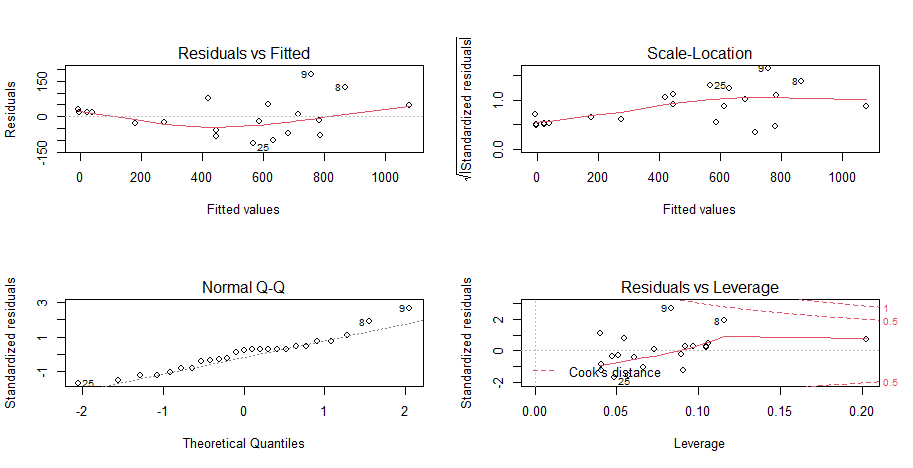 Residuals vs Fitted
Residuals
150
0
-150
9
8
25
0 200 400 600 800 1000
Fitted values
Scale-Location
√|Standardized residuals|
1.0
0.0
9
25
8
0 200 400 600 800 1000
Fitted values
Normal Q-Q
Standardized residuals
3
1
-1
9
8
25
-2 -1 0 1 2
Theoretical Quantiles
Residuals vs Leverage
Standardized residuals
2
0
-2
9
8
25
Cook's distance
1
0.5
0.5
0.00 0.05 0.10 0.15 0.20
Leverage